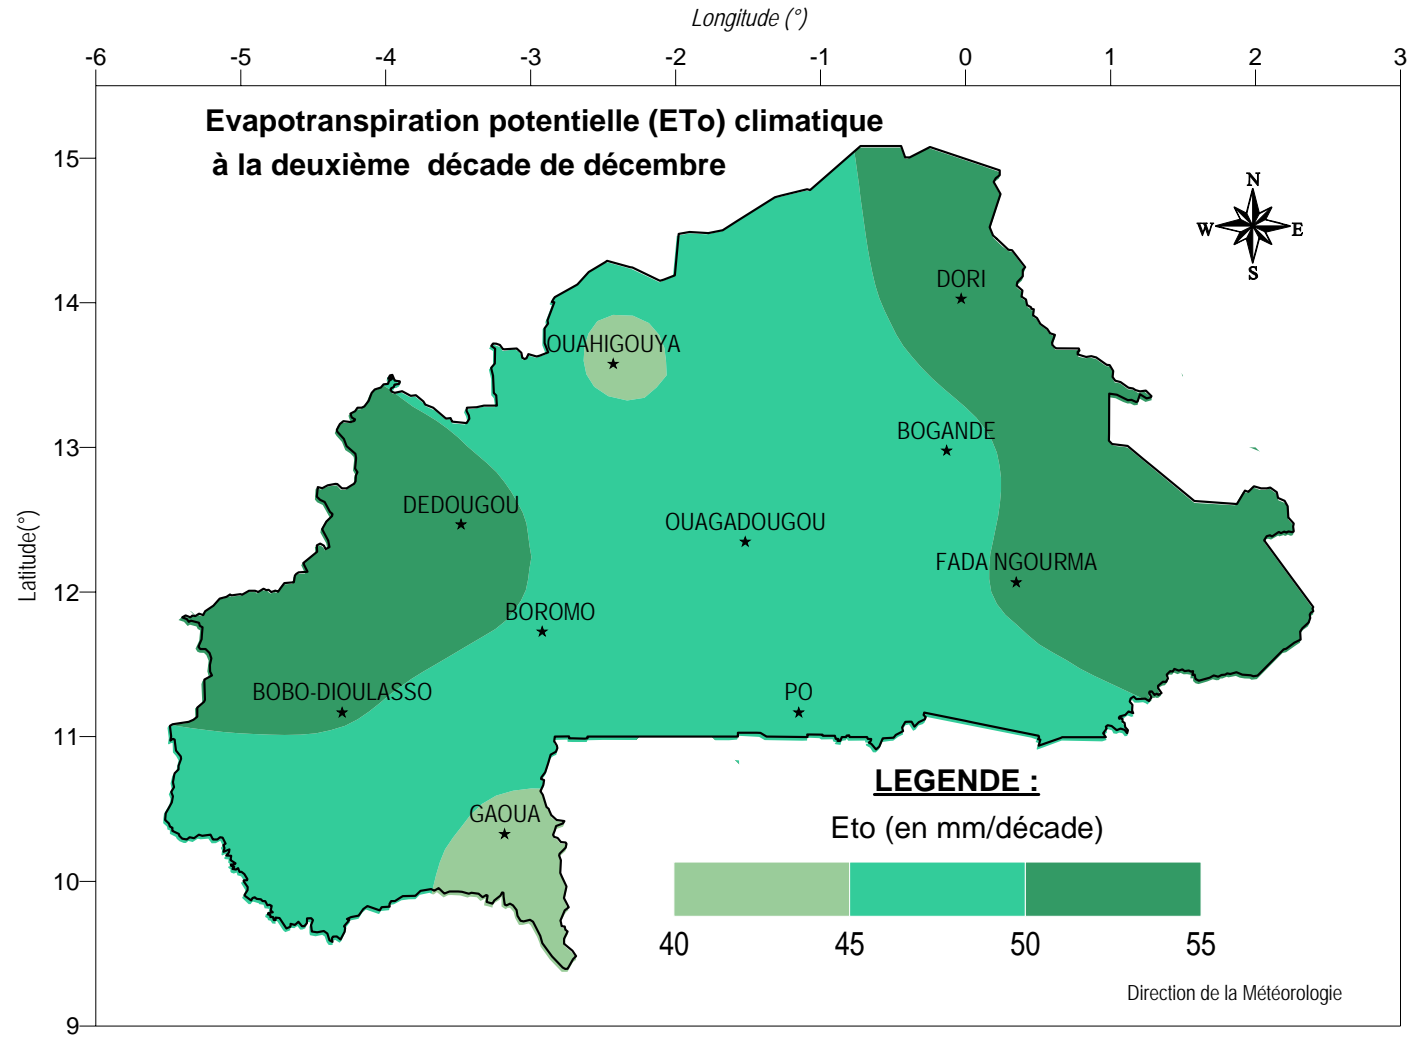 Longitude (°)
-6 -5 -4 -3 -2 -1 0 1 2 3
Evapotranspiration potentielle (ETo) climatique
à la deuxième décade de décembre
15
N
W E
S
DORI
14
OUAHIGOUYA
BOGANDE
13
DEDOUGOU
OUAGADOUGOU
Latitude(°)
FADA NGOURMA
12
BOROMO
BOBO-DIOULASSO
PO
11
LEGENDE :
GAOUA
Eto (en mm/décade)
10
40 45 50 55
Direction de la Météorologie
9